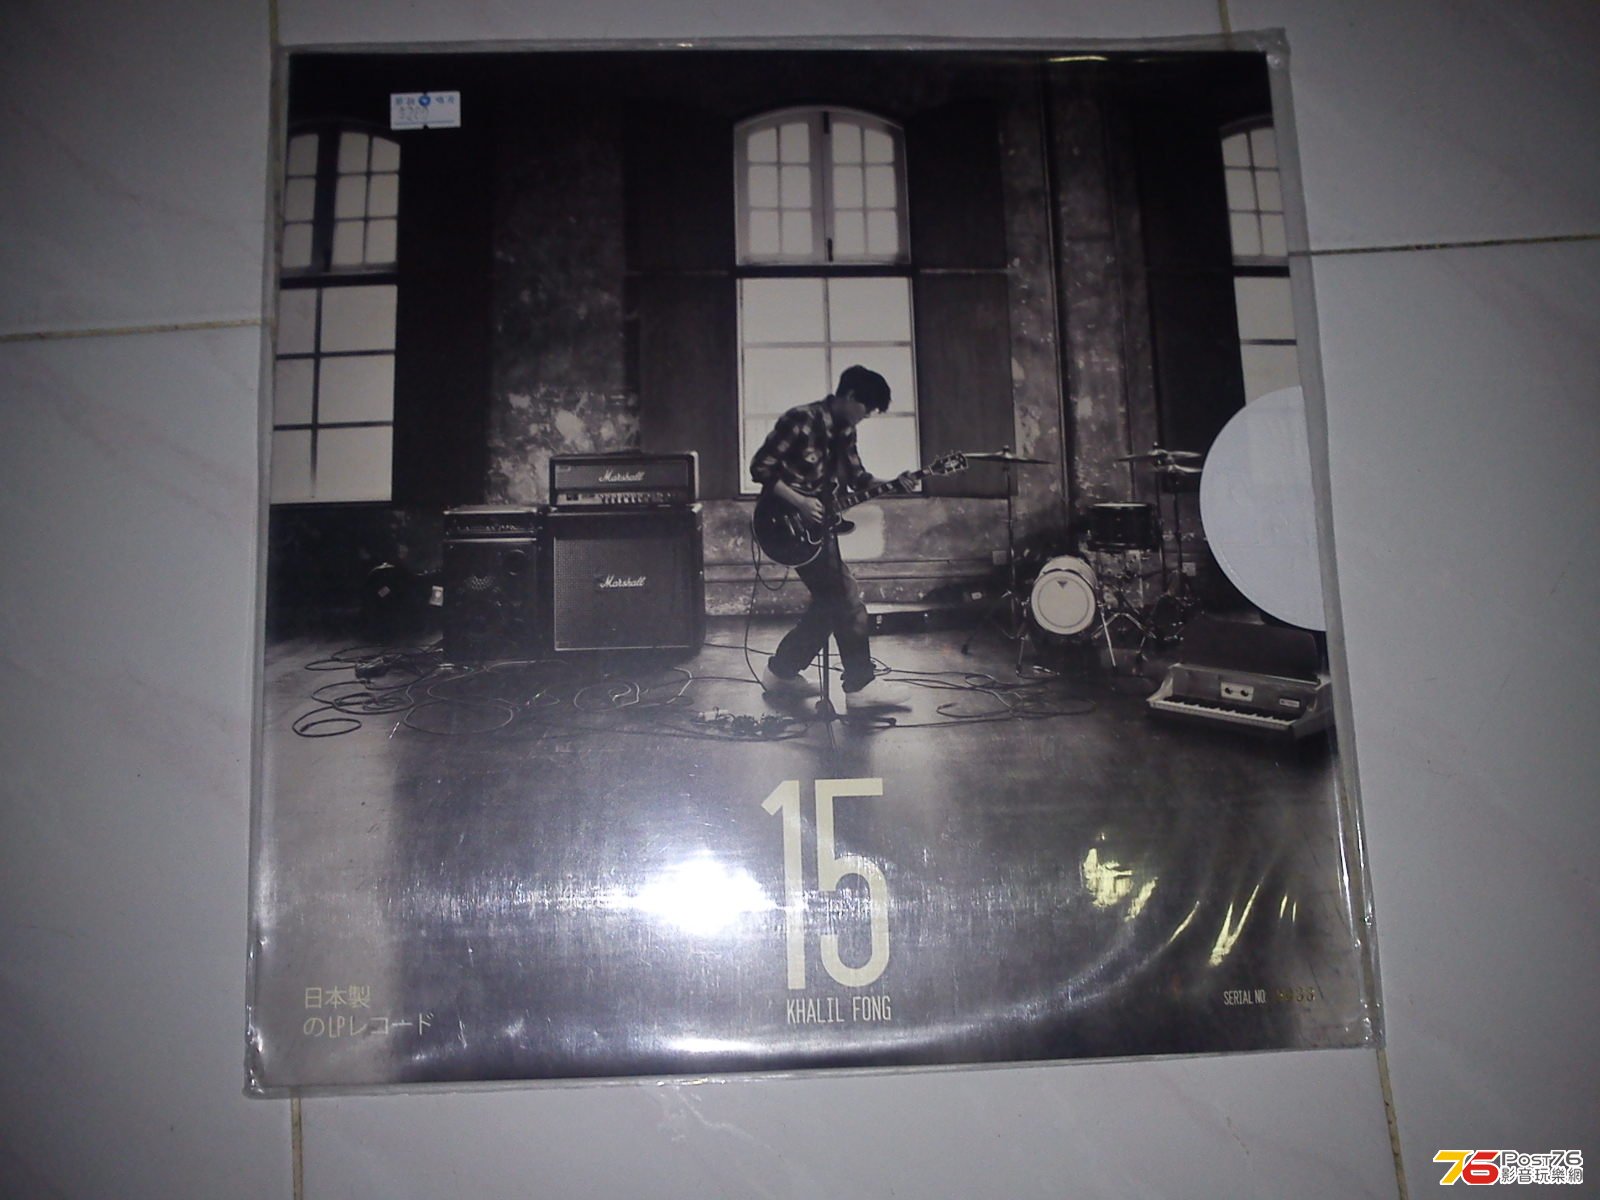 Marshall
Marshall
15
KHALIL FONG
日本製
のLPレコード
SERIAL NO.
76 Post76
影音玩樂網